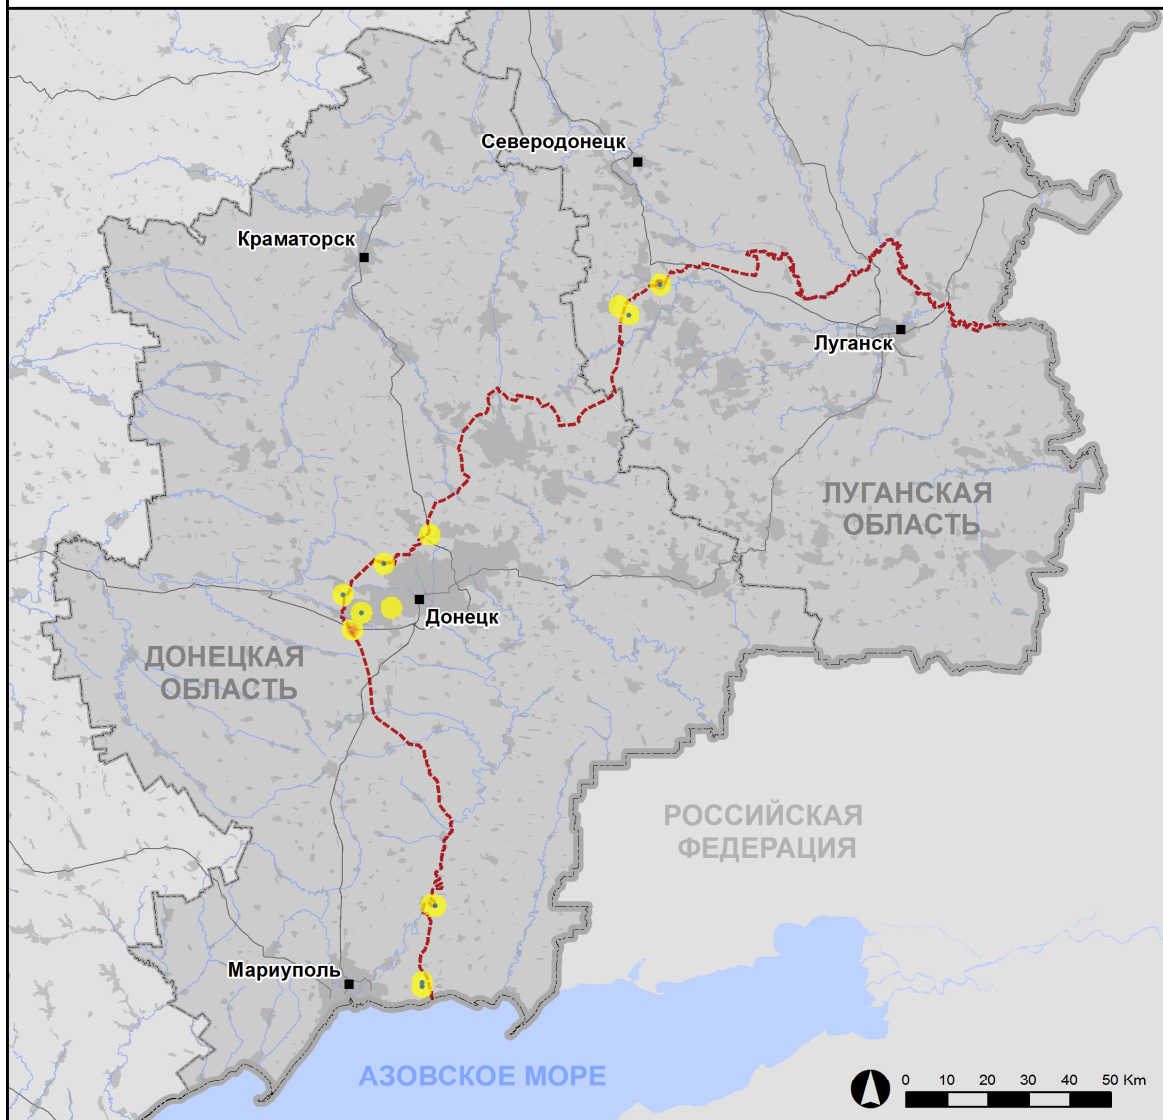 Северодонецк
Краматорск
Луганск
ЛУГАНСКАЯ
ОБЛАСТЬ
Донецк
ДОНЕЦКАЯ
ОБЛАСТЬ
РОССИЙСКАЯ
ФЕДЕРАЦИЯ
Мариуполь
АЗОВСКОЕ МОРЕ
0 10 20 30 40 50 Km